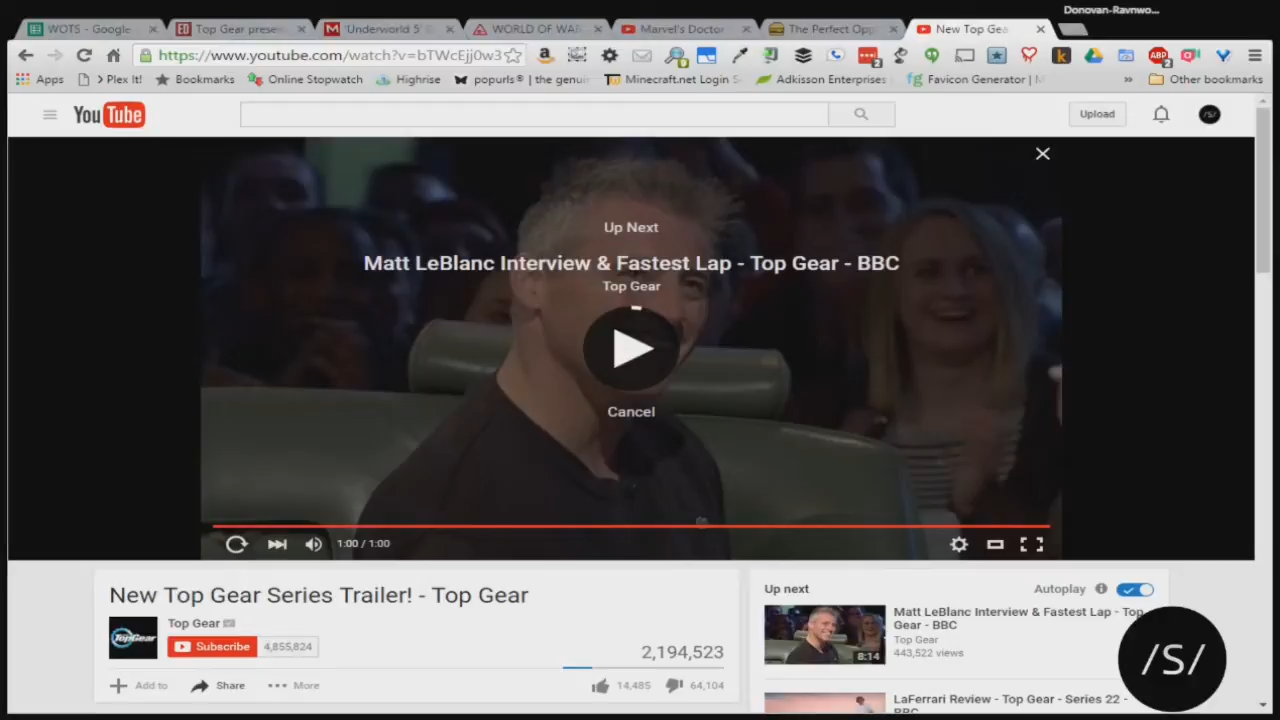 Donovan-Ravnwo...
WOTS - Google
Top Gear prese
'Underworld 5'
WORLD OF WAR
Marvel's Doctor
The Perfect Opp
New Top Gea
https://www.youtube.com/watch?v=bTWcEjj0w3
Apps
> Plex It!
Bookmarks
Online Stopwatch
Highrise
popurls® | the genui
Minecraft.net Login S
Adkisson Enterprises
Favicon Generator | M
»
Other bookmarks
YouTube
Upload
/S/
Up Next
Matt LeBlanc Interview & Fastest Lap - Top Gear - BBC
Top Gear
Cancel
1:00 / 1:00
New Top Gear Series Trailer! - Top Gear
Top Gear
TopGear
Subscribe
4,855,824
2,194,523
Add to
Share
More
14,485
64,104
Up next
Autoplay
Matt LeBlanc Interview & Fastest Lap - Top
Gear - BBC
Top Gear
443,522 views
8:14
LaFerrari Review - Top Gear - Series 22 -
BBC
/S/